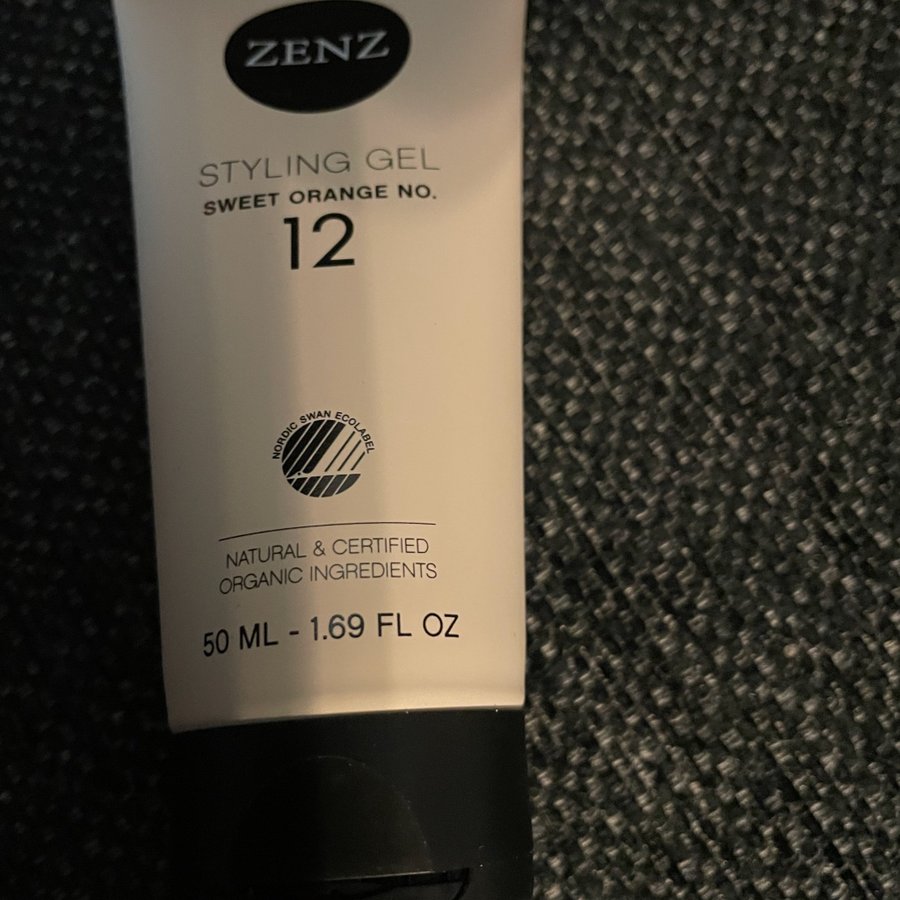 ZENZ
STYLING GEL
SWEET ORANGE NO.
12
NORDIC SWAN ECOLABEL
NATURAL & CERTIFIED
ORGANIC INGREDIENTS
50 ML - 1.69 FL OZ